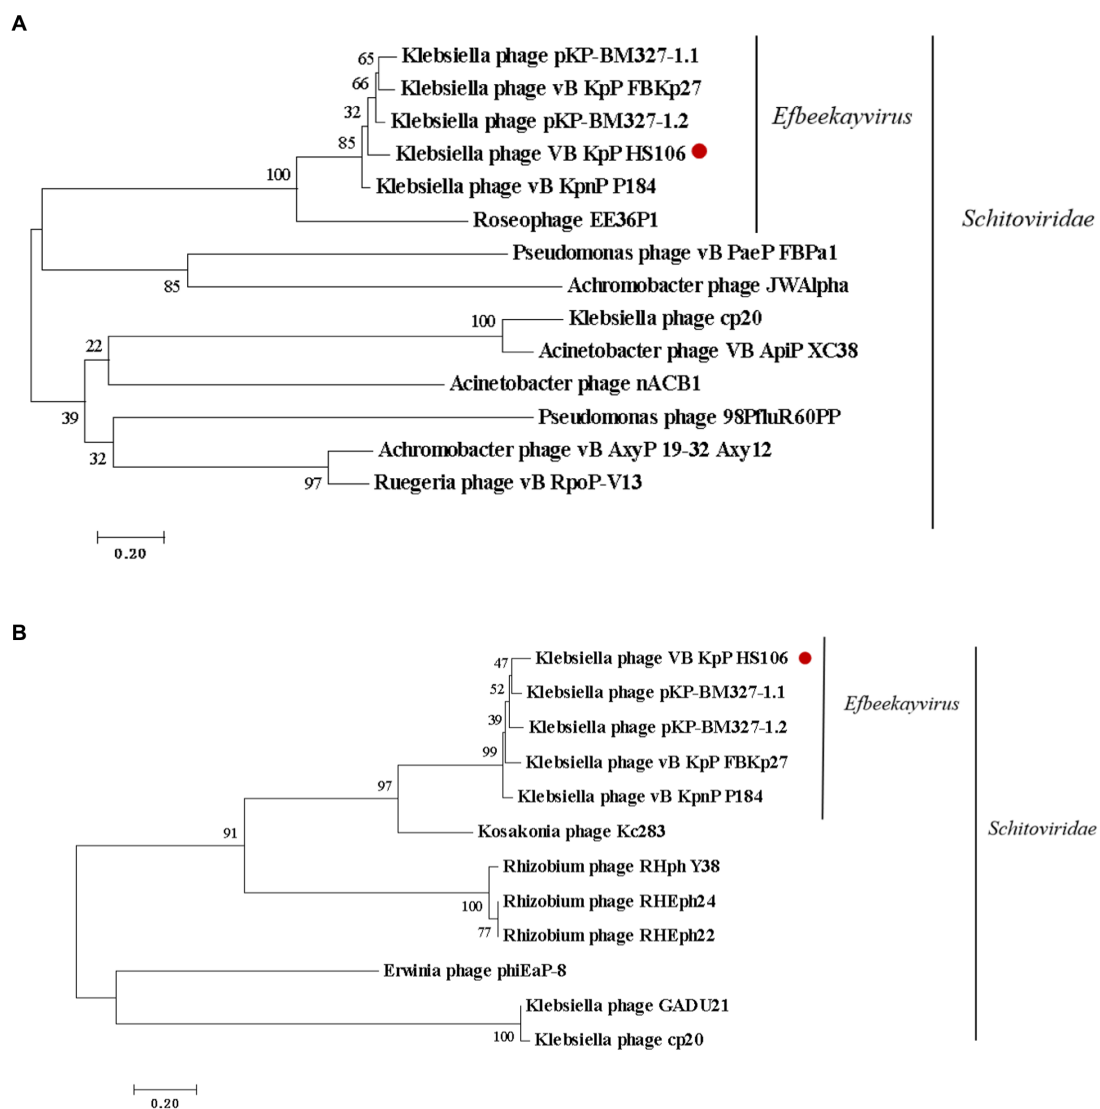 A
65
Klebsiella phage pKP-BM327-1.1
66
Klebsiella phage vB KpP FBKp27
32
Klebsiella phage pKP-BM327-1.2
Efbeekayvirus
85
Klebsiella phage VB KpP HS106
100
Klebsiella phage vB KpnP P184
Roseophage EE36P1
Schitoviridae
Pseudomonas phage vB PaeP FBPa1
85
Achromobacter phage JWAlpha
100
Klebsiella phage cp20
22
Acinetobacter phage VB ApiP XC38
Acinetobacter phage nACB1
39
Pseudomonas phage 98PfluR60PP
32
Achromobacter phage vB AxyP 19-32 Axy12
97
Ruegeria phage vB RpoP-V13
0.20
B
47
Klebsiella phage VB KpP HS106
52
Klebsiella phage pKP-BM327-1.1
Efbeekayvirus
39
Klebsiella phage pKP-BM327-1.2
99
Klebsiella phage vB KpP FBKp27
97
Klebsiella phage vB KpnP P184
91
Kosakonia phage Kc283
Schitoviridae
Rhizobium phage RHph Y38
100
Rhizobium phage RHEph24
77
Rhizobium phage RHEph22
Erwinia phage phiEaP-8
Klebsiella phage GADU21
100
Klebsiella phage cp20
0.20